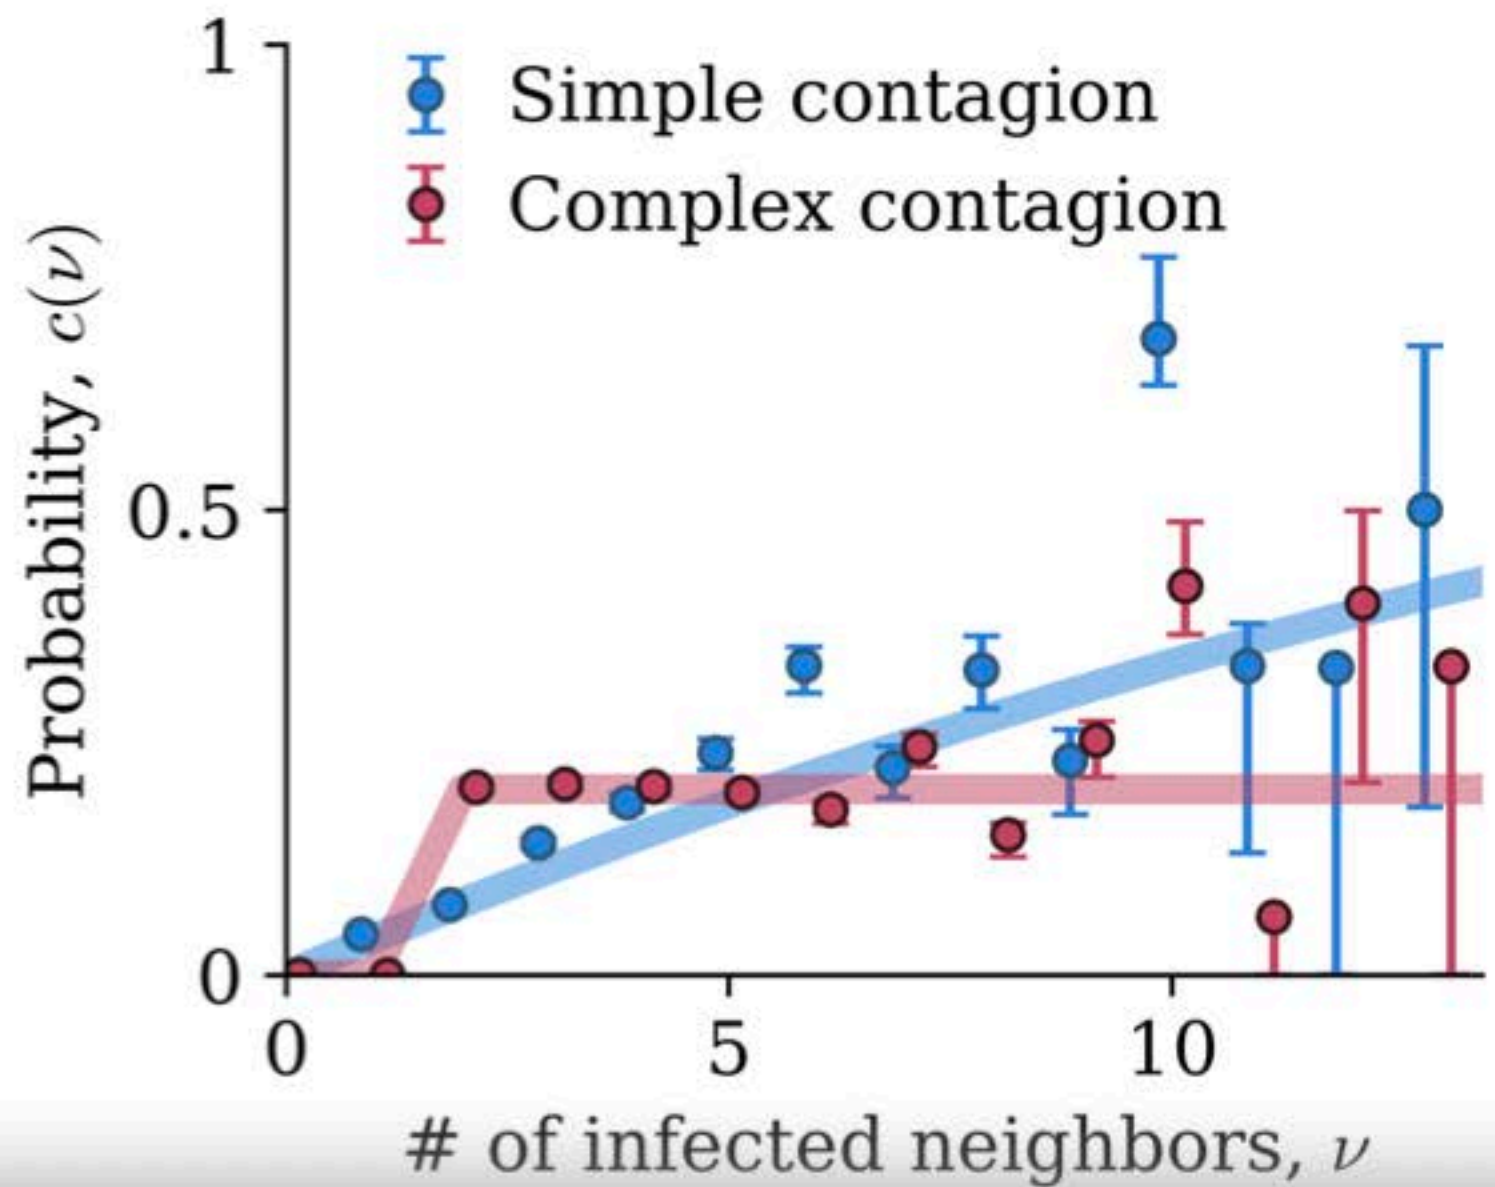 1
Simple contagion
Complex contagion
Probability, c(ν)
0.5
0
0 5 10
# of infected neighbors, ν